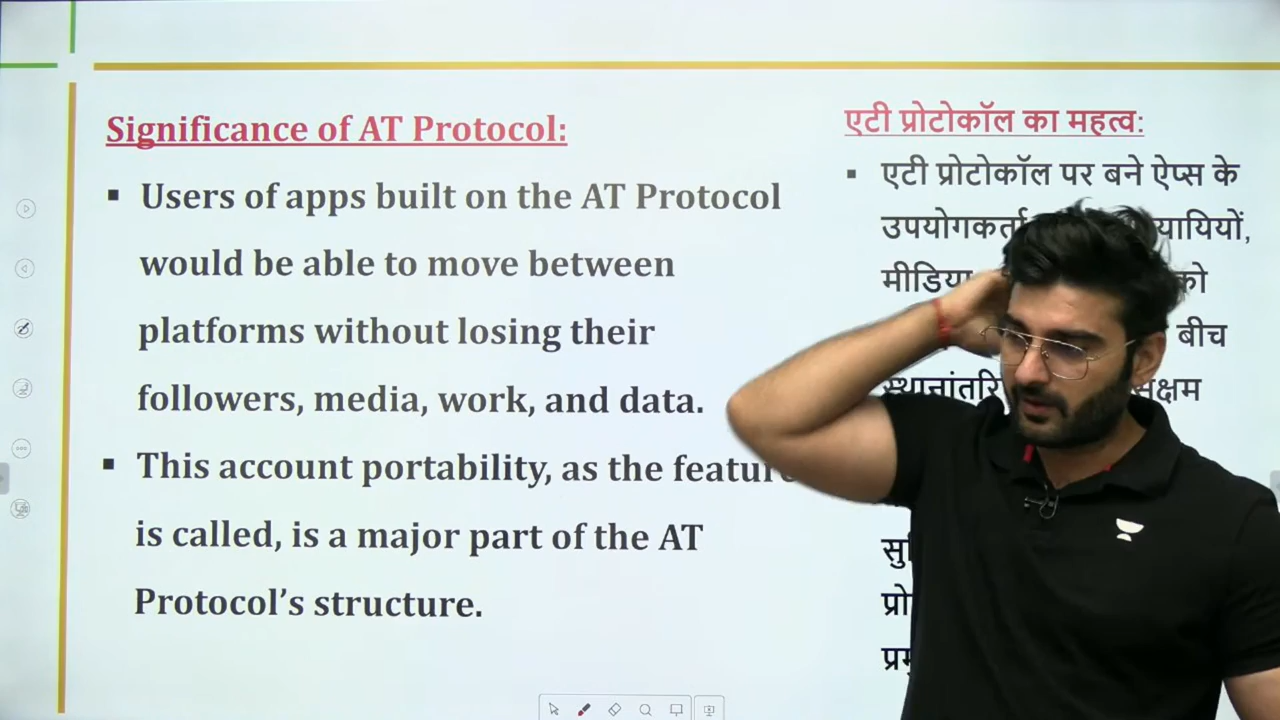 Significance of AT Protocol:
▪ Users of apps built on the AT Protocol
would be able to move between
platforms without losing their
followers, media, work, and data.
▪ This account portability, as the feature
is called, is a major part of the AT
Protocol’s structure.
एटी प्रोटोकॉल का महत्व:
▪ एटी प्रोटोकॉल पर बने ऐप्स के
उपयोगकर्ता
मीडिया को
बीच